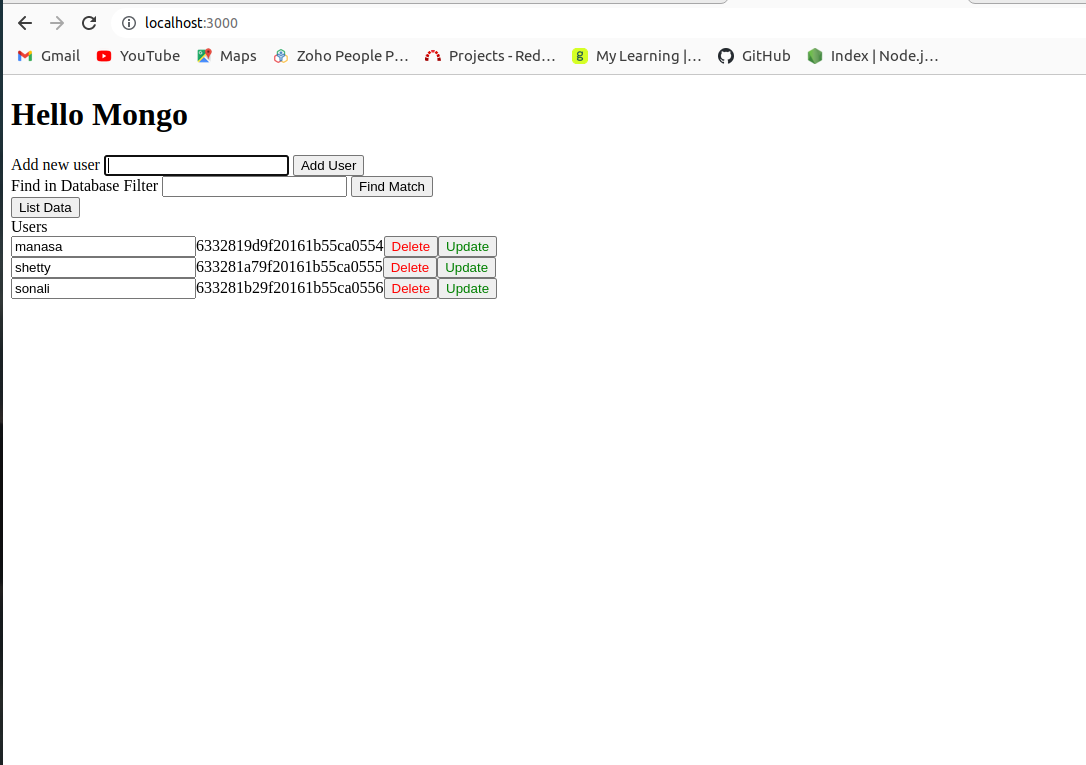 localhost:3000
Gmail YouTube Maps Zoho People P... Projects - Red... g My Learning |... GitHub Index | Node.j...
Hello Mongo
Add new user Add User
Find in Database Filter Find Match
List Data
Users
manasa 6332819d9f20161b55ca0554 Delete Update
shetty 633281a79f20161b55ca0555 Delete Update
sonali 633281b29f20161b55ca0556 Delete Update